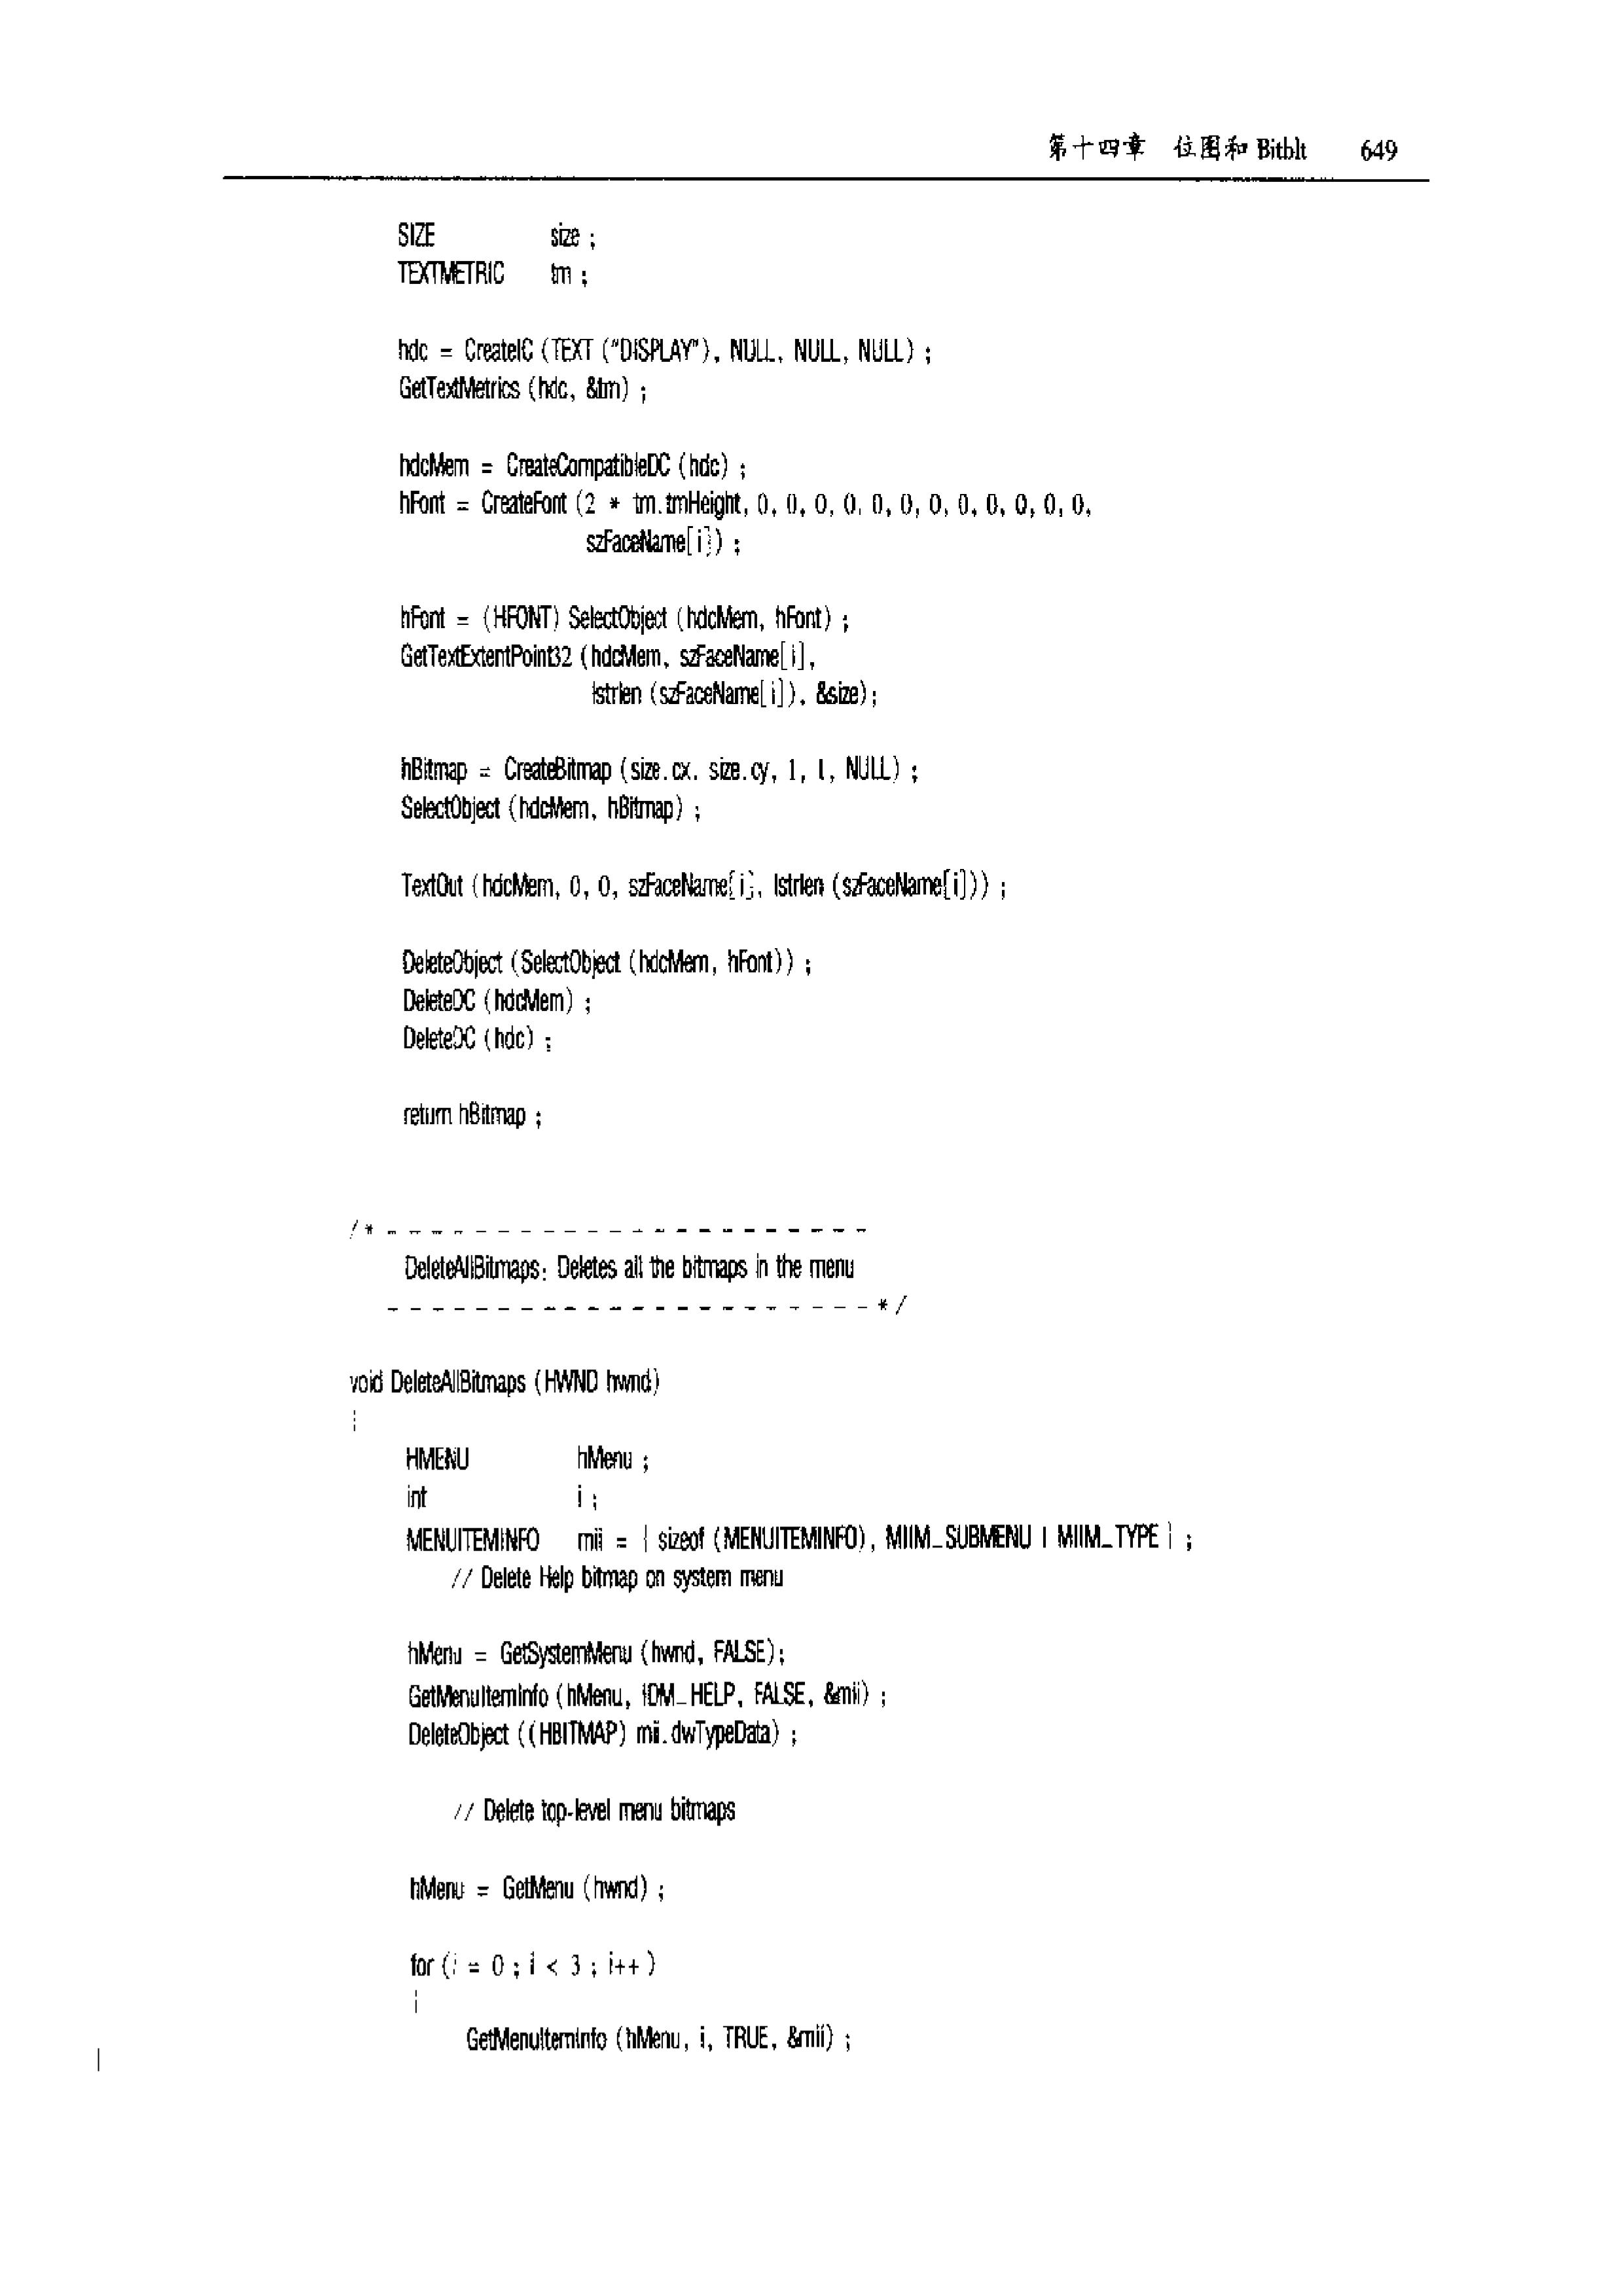 第十四章 位图和 Bitblt 649
SIZE size ;
TEXTMETRIC tm ;
hdc = CreateIC (TEXT ("DISPLAY"), NULL, NULL, NULL) ;
GetTextMetrics (hdc, &tm) ;
hdcMem = CreateCompatibleDC (hdc) ;
hFont = CreateFont (2 * tm.tmHeight, 0, 0, 0, 0, 0, 0, 0, 0, 0, 0, 0, 0,
szFaceName[i]) ;
hFont = (HFONT) SelectObject (hdcMem, hFont) ;
GetTextExtentPoint32 (hdcMem, szFaceName[i],
lstrlen (szFaceName[i]), &size);
hBitmap = CreateBitmap (size.cx, size.cy, 1, 1, NULL) ;
SelectObject (hdcMem, hBitmap) ;
TextOut (hdcMem, 0, 0, szFaceName[i], lstrlen (szFaceName[i])) ;
DeleteObject (SelectObject (hdcMem, hFont)) ;
DeleteDC (hdcMem) ;
DeleteDC (hdc) ;
return hBitmap ;
/* - - - - - - - - - - - - - - - - - - - - - -
DeleteAllBitmaps: Deletes all the bitmaps in the menu
- - - - - - - - - - - - - - - - - - - - - - */
void DeleteAllBitmaps (HWND hwnd)
{
HMENU hMenu ;
int i ;
MENUITEMINFO mii = { sizeof (MENUITEMINFO), MIIM_SUBMENU | MIIM_TYPE } ;
// Delete Help bitmap on system menu
hMenu = GetSystemMenu (hwnd, FALSE);
GetMenuItemInfo (hMenu, IDM_HELP, FALSE, &mii) ;
DeleteObject ((HBITMAP) mii.dwTypeData) ;
// Delete top-level menu bitmaps
hMenu = GetMenu (hwnd) ;
for (i = 0 ; i < 3 ; i++ )
{
GetMenuItemInfo (hMenu, i, TRUE, &mii) ;